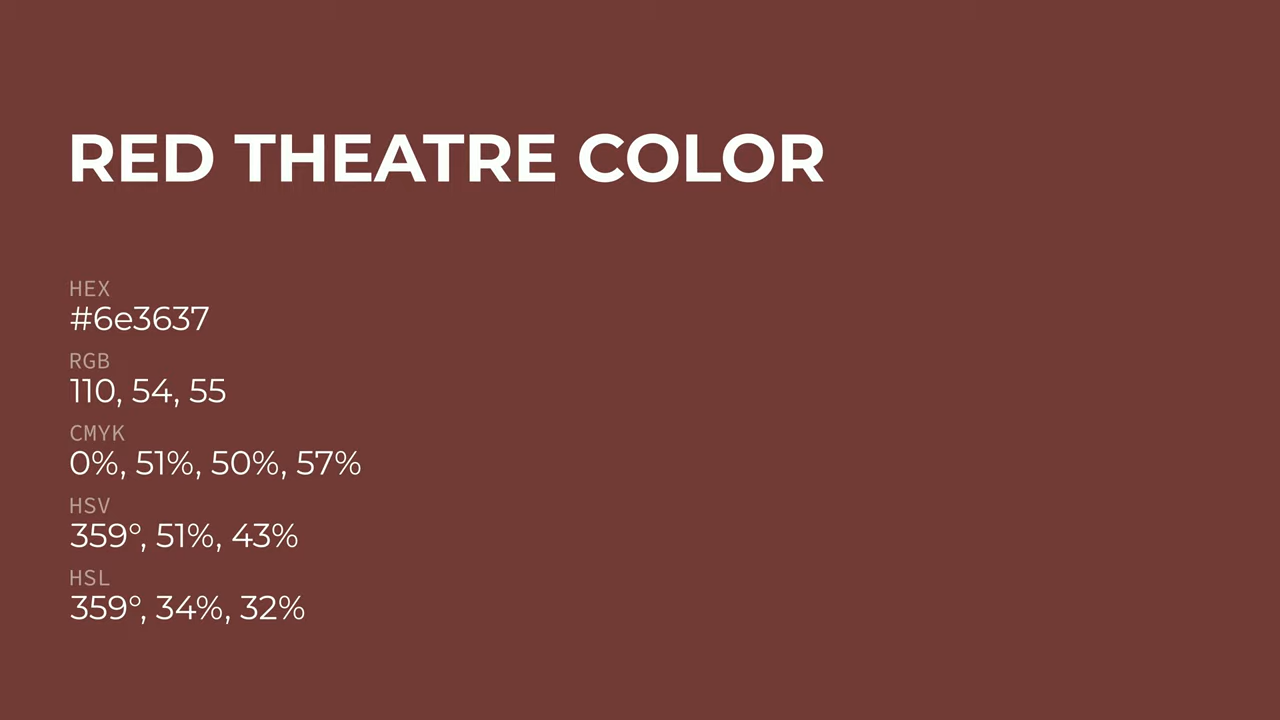 RED THEATRE COLOR
HEX
#6e3637
RGB
110, 54, 55
CMYK
0%, 51%, 50%, 57%
HSV
359°, 51%, 43%
HSL
359°, 34%, 32%